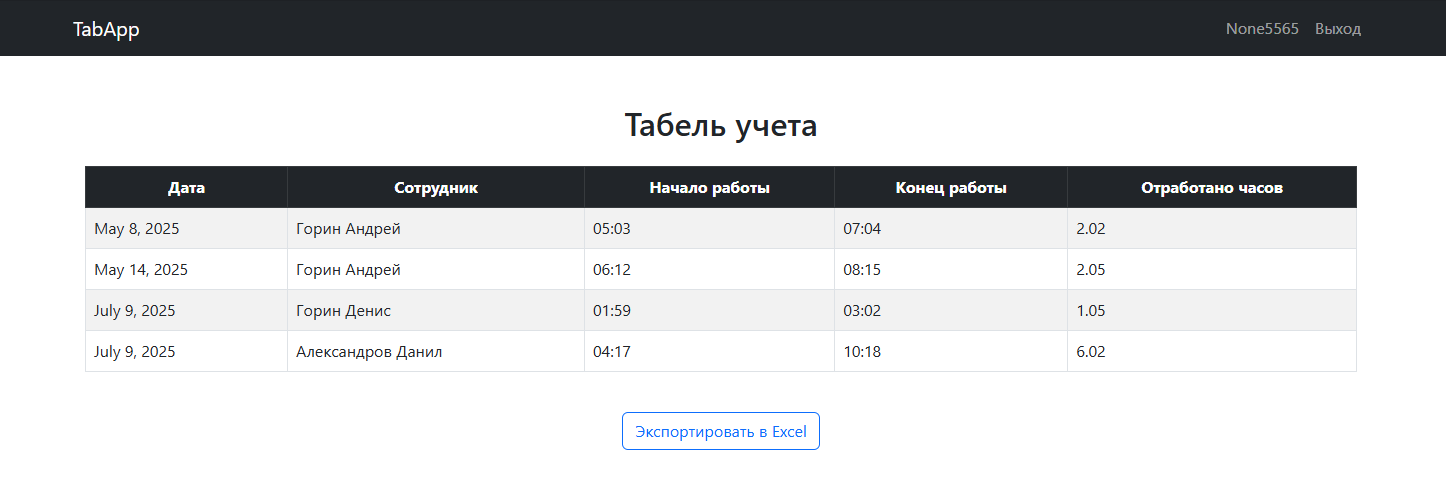 TabApp None5565 Выход
Табель учета
Дата Сотрудник Начало работы Конец работы Отработано часов
May 8, 2025 Горин Андрей 05:03 07:04 2.02
May 14, 2025 Горин Андрей 06:12 08:15 2.05
July 9, 2025 Горин Денис 01:59 03:02 1.05
July 9, 2025 Александров Данил 04:17 10:18 6.02
Экспортировать в Excel